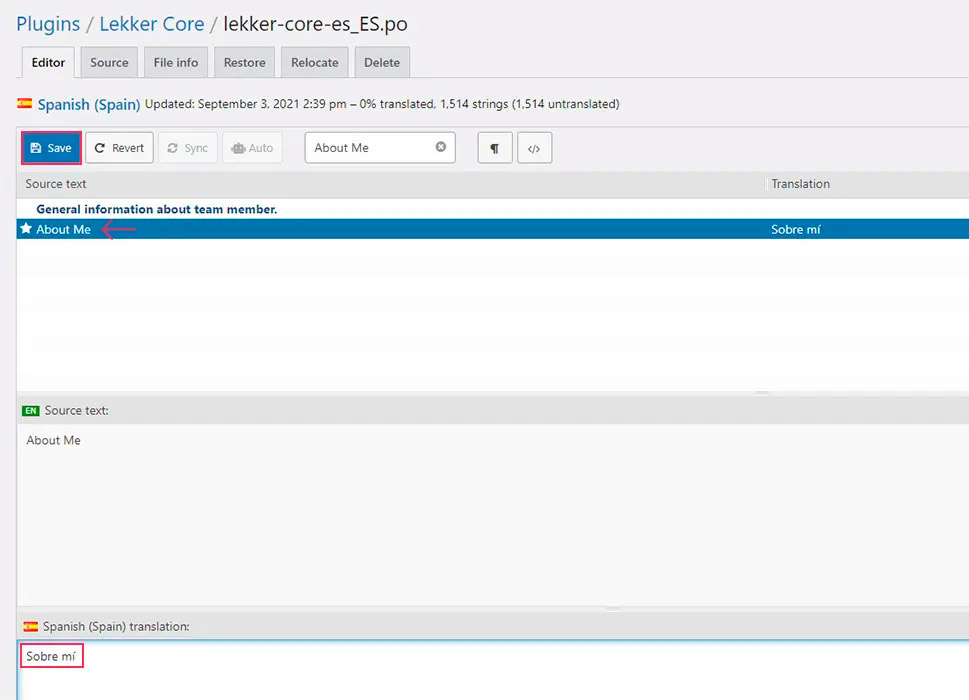 Plugins / Lekker Core / lekker-core-es_ES.po
Editor Source File info Restore Relocate Delete
Spanish (Spain) Updated: September 3, 2021 2:39 pm – 0% translated, 1,514 strings (1,514 untranslated)
Save Revert Sync Auto About Me ¶ </>
Source text Translation
General information about team member.
About Me Sobre mí
EN Source text:
About Me
Spanish (Spain) translation:
Sobre mí